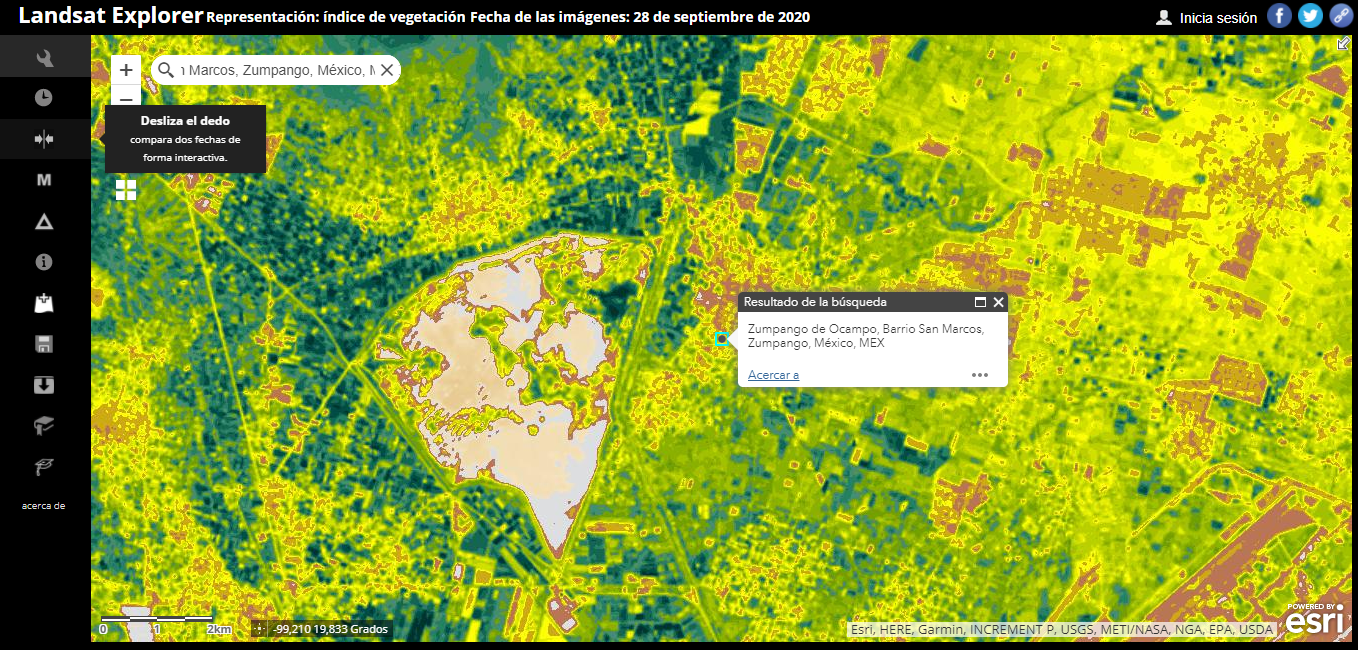 Landsat Explorer Representación: índice de vegetación Fecha de las imágenes: 28 de septiembre de 2020
Inicia sesión
Marcos, Zumpango, México,
Desliza el dedo
compara dos fechas de
forma interactiva.
M
Resultado de la búsqueda
Zumpango de Ocampo, Barrio San Marcos,
Zumpango, México, MEX
Acercar a
acerca de
0 1 2km
-99,210 19,833 Grados
POWERED BY
esri
Esri, HERE, Garmin, INCREMENT P, USGS, METI/NASA, NGA, EPA, USDA